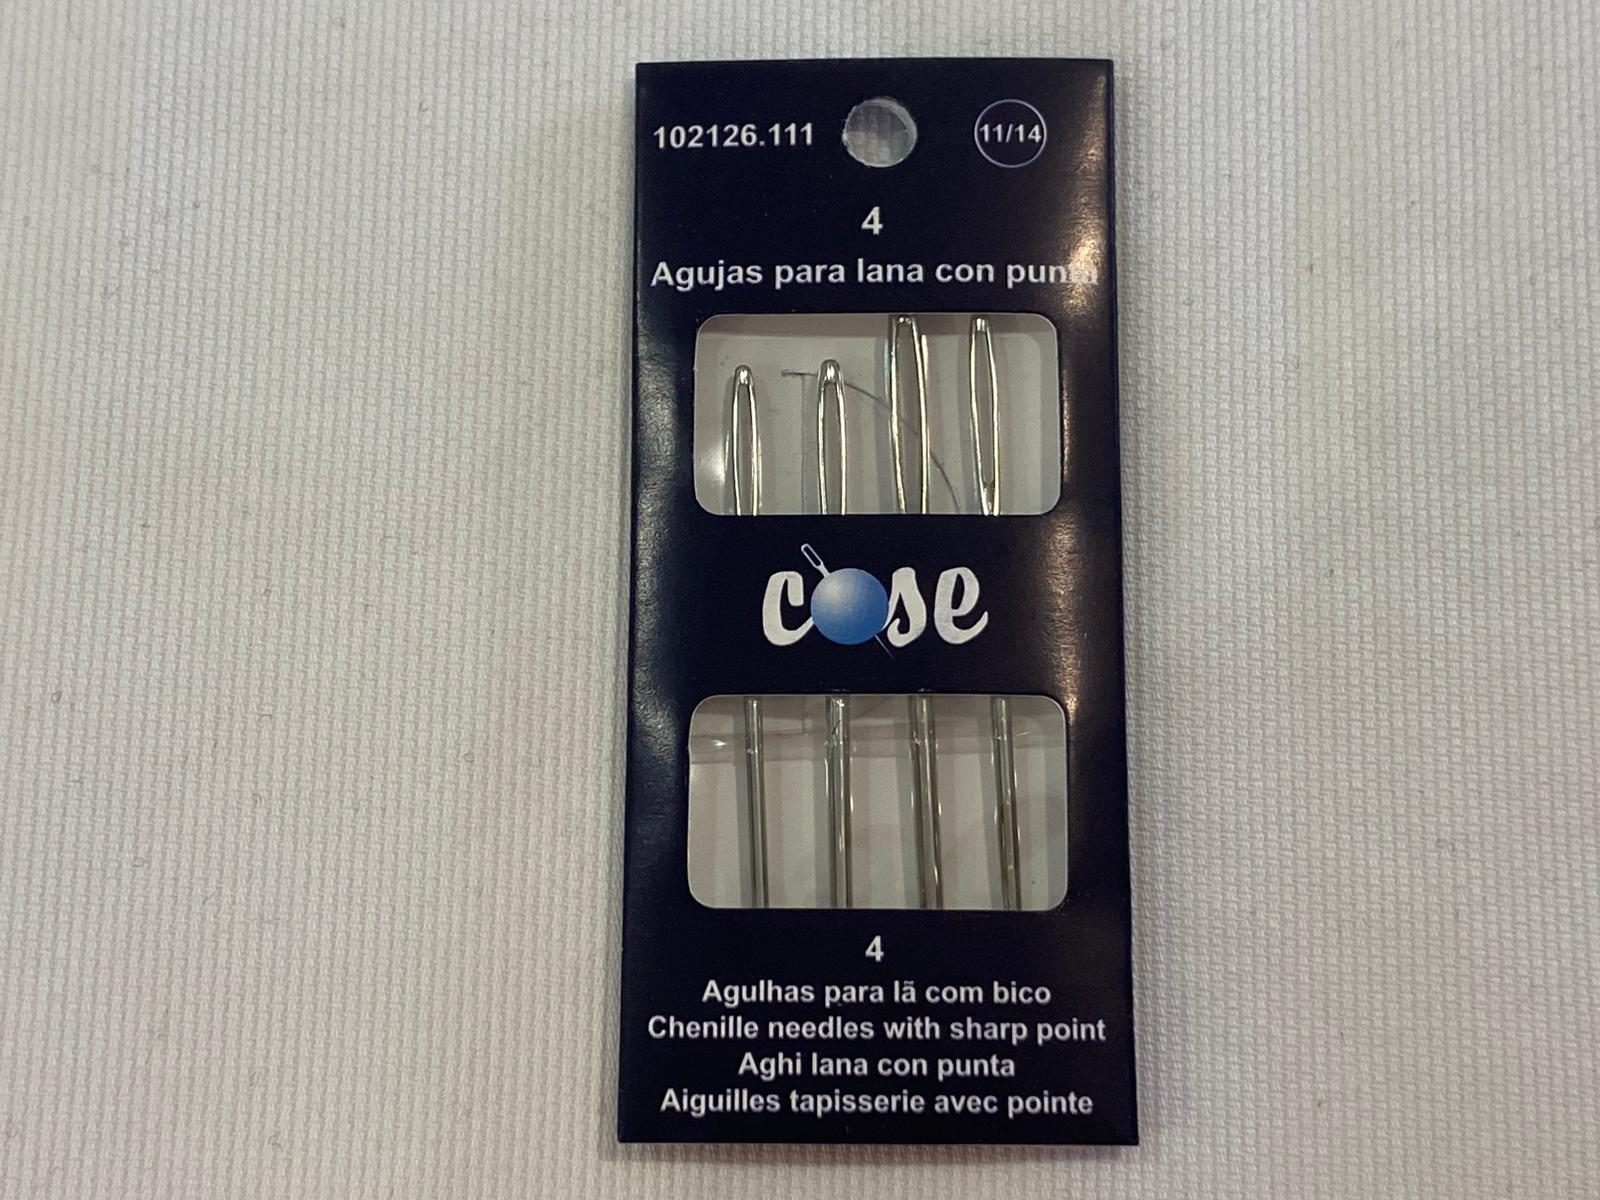 102126.111 11/14
4
Agujas para lana con punta
cose
4
Agulhas para lã com bico
Chenille needles with sharp point
Aghi lana con punta
Aiguilles tapisserie avec pointe